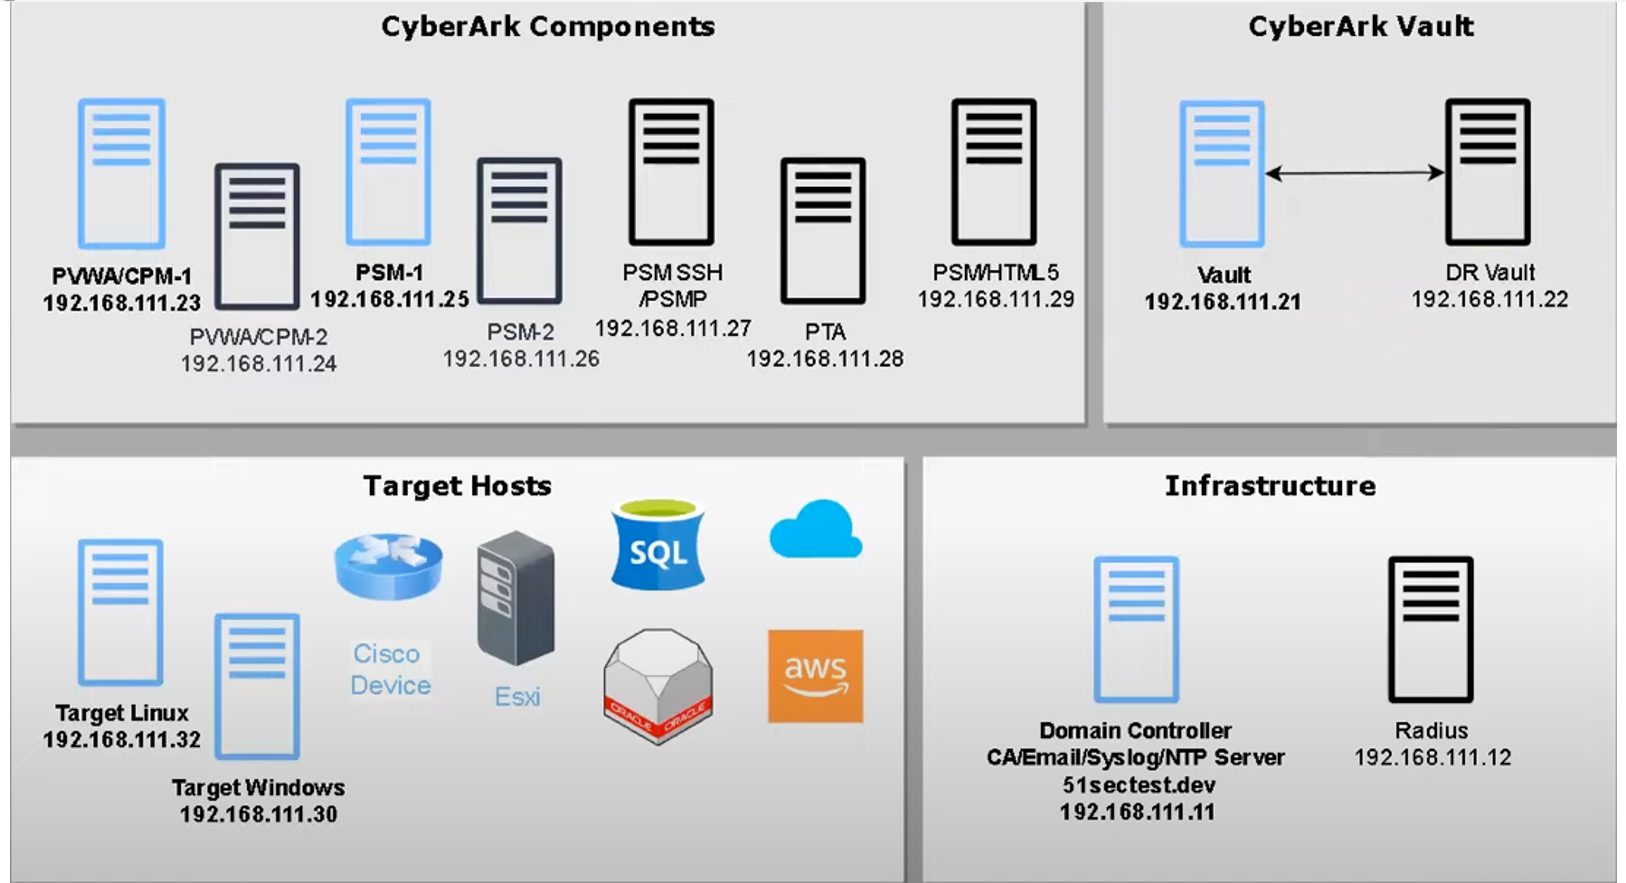 CyberArk Components
PVWA/CPM-1
192.168.111.23
PVWA/CPM-2
192.168.111.24
PSM-1
192.168.111.25
PSM-2
192.168.111.26
PSM SSH
/PSMP
192.168.111.27
PTA
192.168.111.28
PSM/HTML5
192.168.111.29
CyberArk Vault
Vault
192.168.111.21
DR Vault
192.168.111.22
Target Hosts
Target Linux
192.168.111.32
Target Windows
192.168.111.30
Cisco
Device
Esxi
SQL
ORACLE ORACLE
aws
Infrastructure
Domain Controller
CA/Email/Syslog/NTP Server
51sectest.dev
192.168.111.11
Radius
192.168.111.12